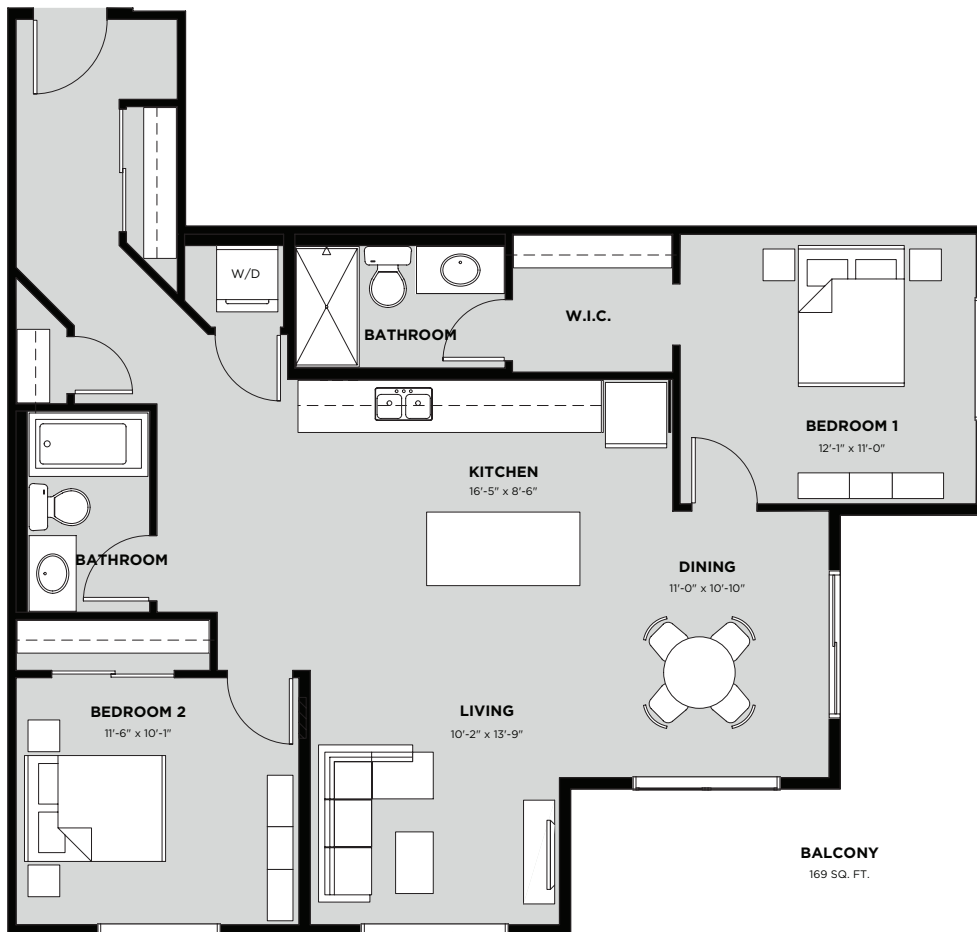 W/D
BATHROOM
W.I.C.
BEDROOM 1
12'-1" x 11'-0"
KITCHEN
16'-5" x 8'-6"
BATHROOM
DINING
11'-0" x 10'-10"
BEDROOM 2
11'-6" x 10'-1"
LIVING
10'-2" x 13'-9"
BALCONY
169 SQ. FT.